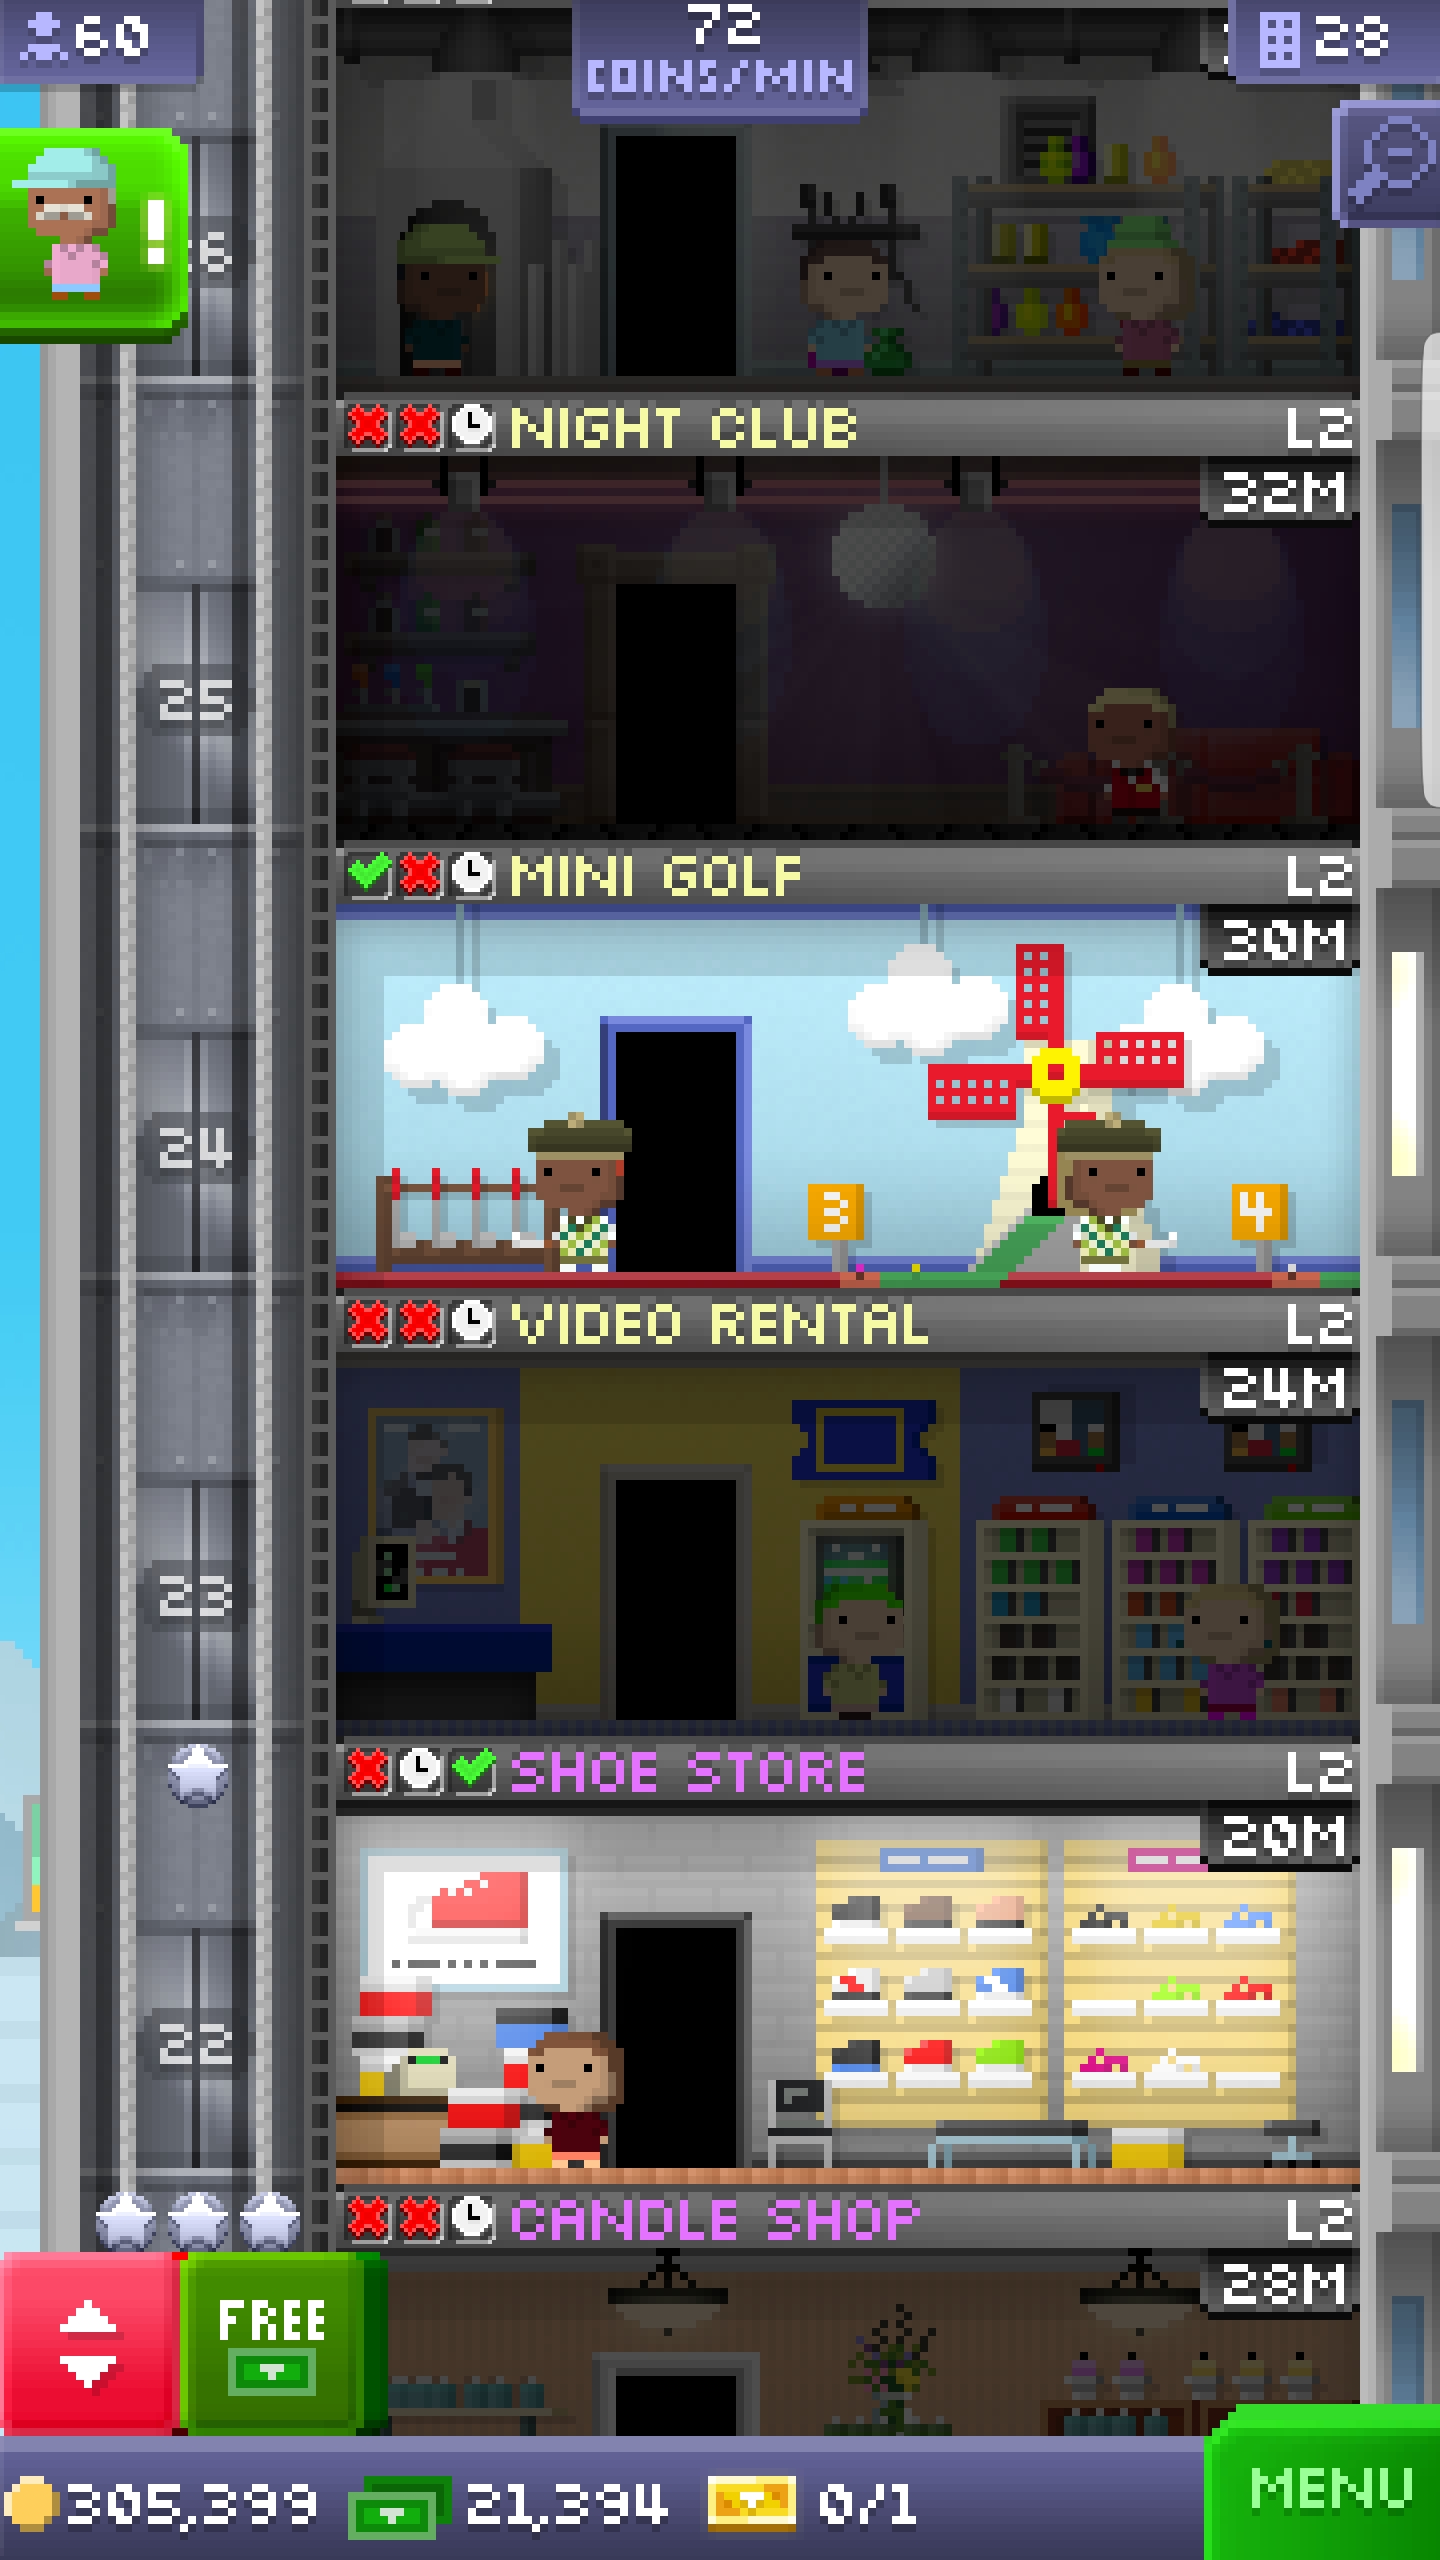 60
72
COINS/MIN
28
!
NIGHT CLUB L2
32M
25
MINI GOLF L2
30M
24
3
4
VIDEO RENTAL L2
24M
23
SHOE STORE L2
20M
22
CANDLE SHOP L2
28M
FREE
305,399 21,394 0/1
MENU